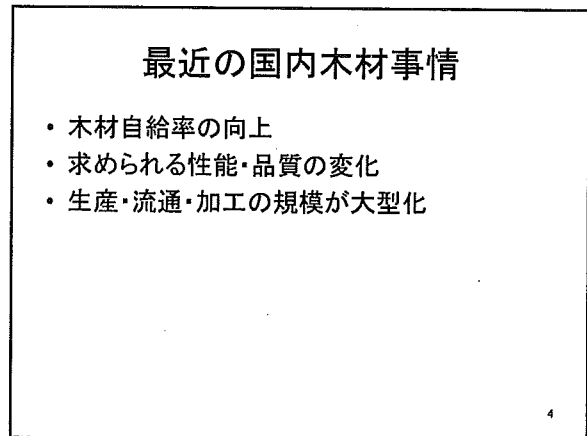 最近の国内木材事情
・木材自給率の向上
・求められる性能・品質の変化
・生産・流通・加工の規模が大型化
4